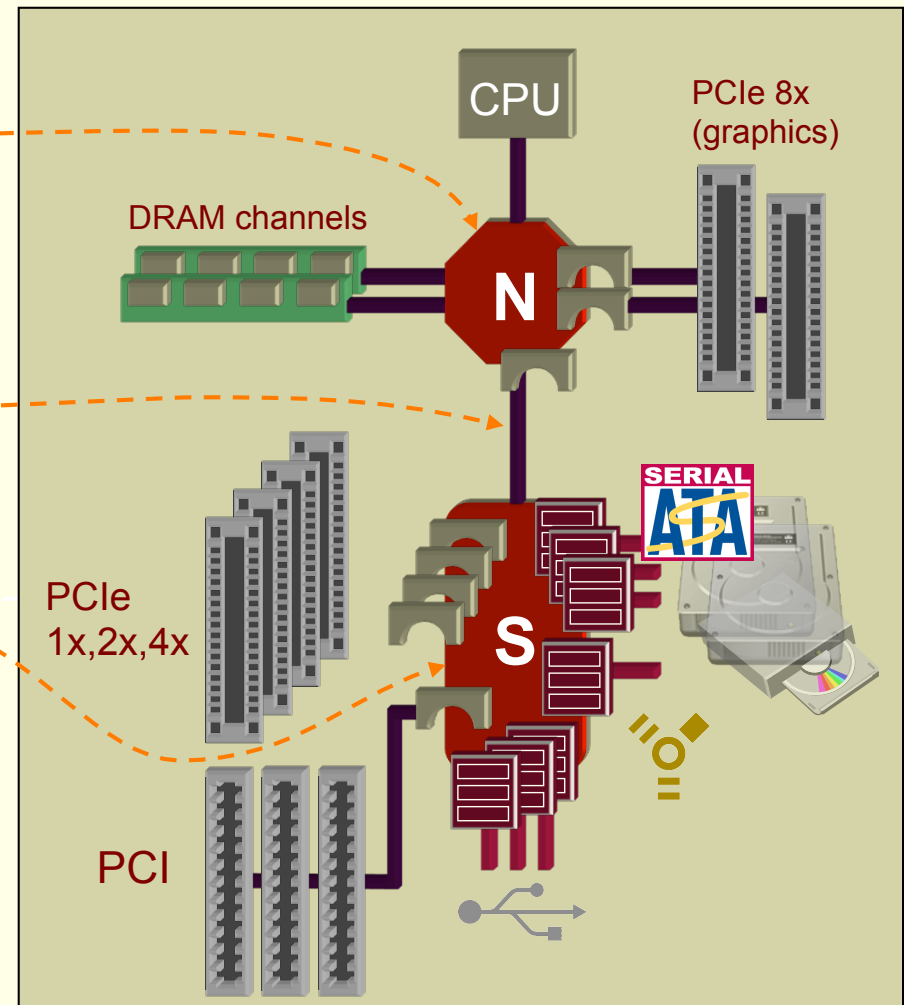 CPU
PCIe 8x
(graphics)
DRAM channels
N
SERIAL
ATA
PCIe
1x,2x,4x
S
PCI